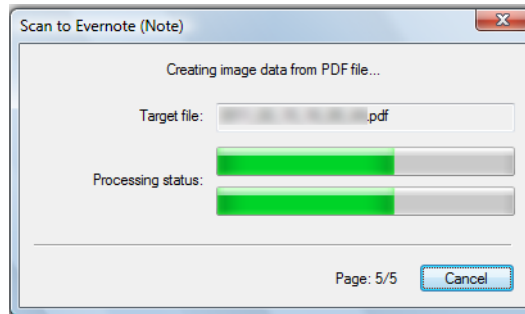 Scan to Evernote (Note)
Creating image data from PDF file...
Target file: .pdf
Processing status:
Page: 5/5 Cancel